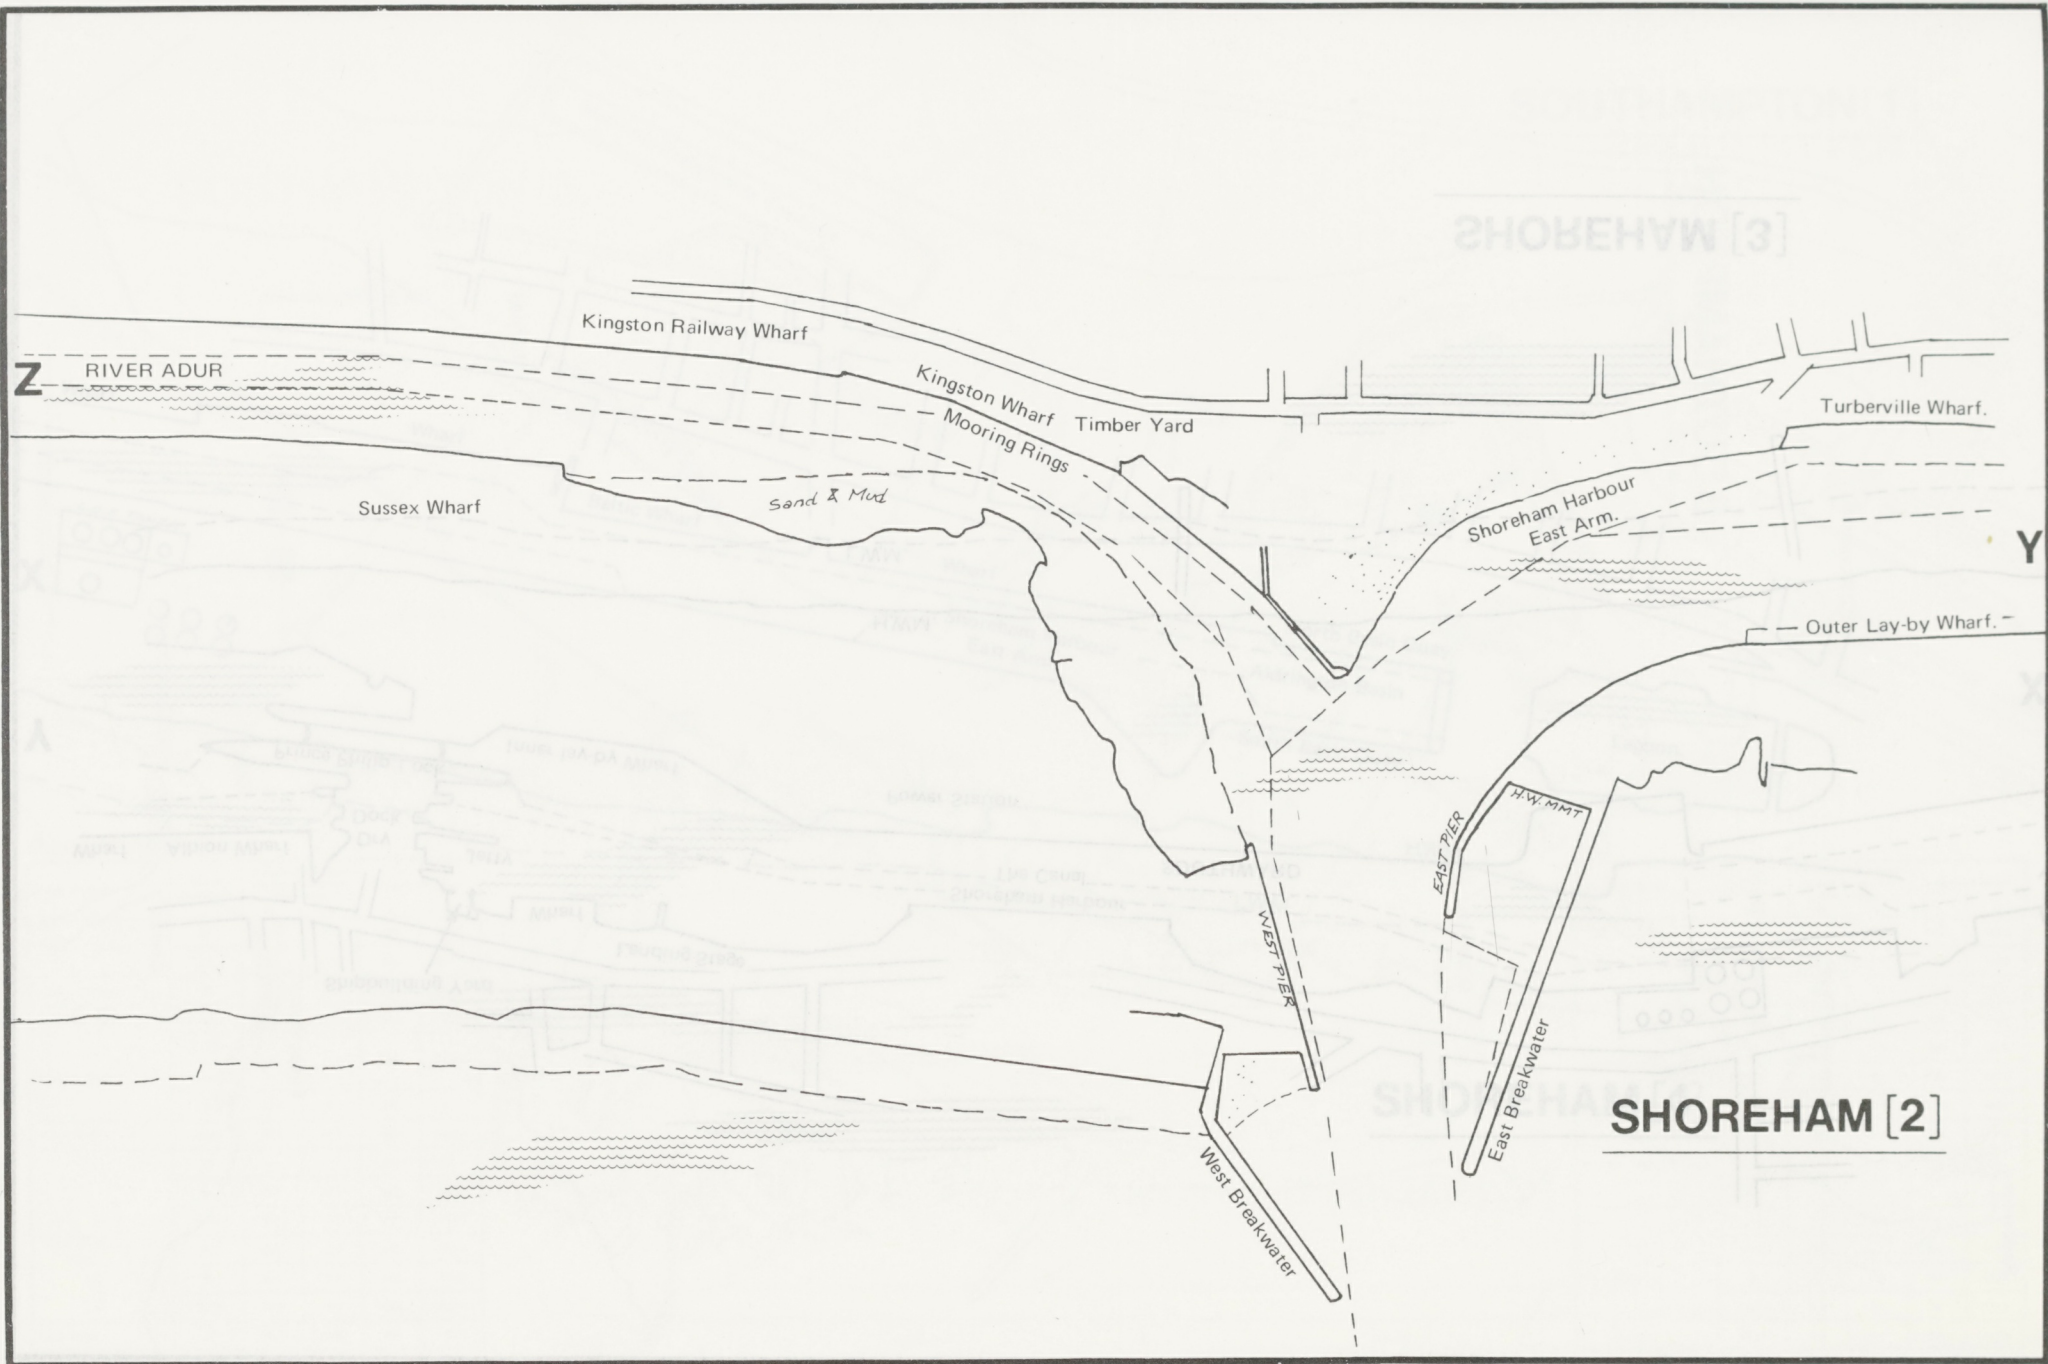 Kingston Railway Wharf
Z
RIVER ADUR
Kingston Wharf
Timber Yard
Mooring Rings
Turberville Wharf.
Sussex Wharf
Sand & Mud
Shoreham Harbour
East Arm.
Y
Outer Lay-by Wharf.
H.W. MMT
EAST PIER
WEST PIER
East Breakwater
West Breakwater
SHOREHAM [2]